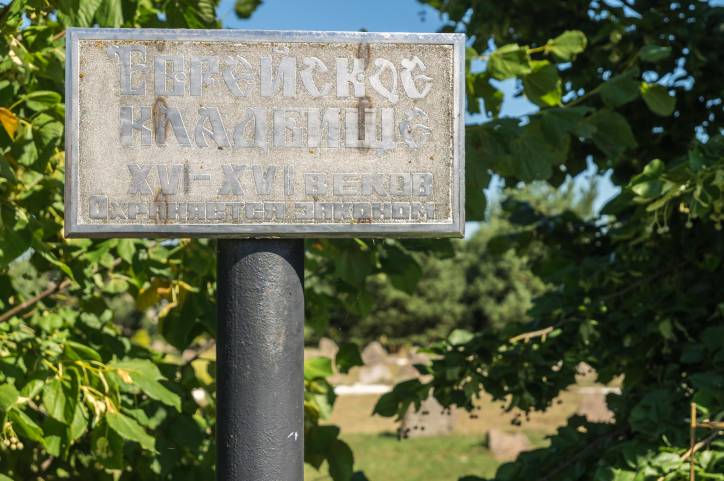 Еврейское
кладбище
XVI-XVI веков
Охраняется законом